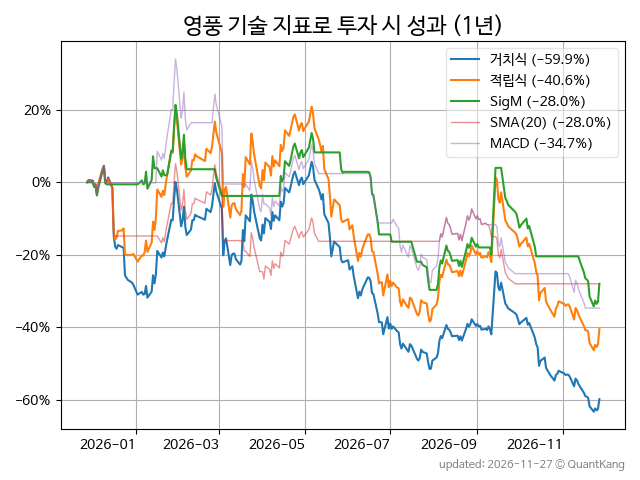 영풍 기술 지표로 투자 시 성과 (1년)
거치식 (−59.9%)
적립식 (−40.6%)
SigM (−28.0%)
SMA(20) (−28.0%)
MACD (−34.7%)
20%
0%
−20%
−40%
−60%
2026-01
2026-03
2026-05
2026-07
2026-09
2026-11
updated: 2026-11-27 © QuantKang